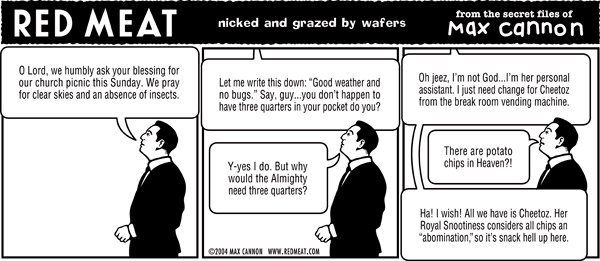 RED MEAT
nicked and grazed by wafers
from the secret files of
max cannon
O Lord, we humbly ask your blessing for
our church picnic this Sunday. We pray
for clear skies and an absence of insects.
Let me write this down: “Good weather and
no bugs.” Say, guy...you don’t happen to
have three quarters in your pocket do you?
Y-yes I do. But why
would the Almighty
need three quarters?
©2004 MAX CANNON WWW.REDMEAT.COM
Oh jeez, I’m not God...I’m her personal
assistant. I just need change for Cheetoz
from the break room vending machine.
There are potato
chips in Heaven?!
Ha! I wish! All we have is Cheetoz. Her
Royal Snootiness considers all chips an
“abomination,” so it’s snack hell up here.